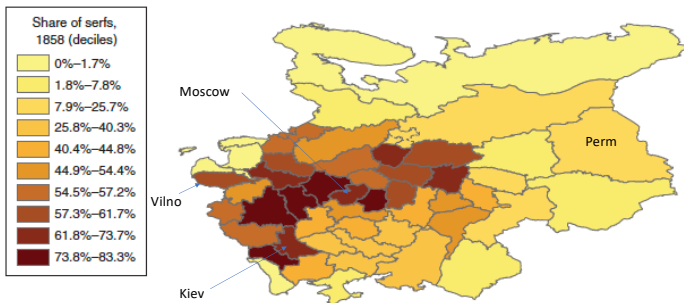 Share of serfs,
1858 (deciles)
0%–1.7%
1.8%–7.8%
7.9%–25.7%
25.8%–40.3%
40.4%–44.8%
44.9%–54.4%
54.5%–57.2%
57.3%–61.7%
61.8%–73.7%
73.8%–83.3%
Moscow
Perm
Vilno
Kiev